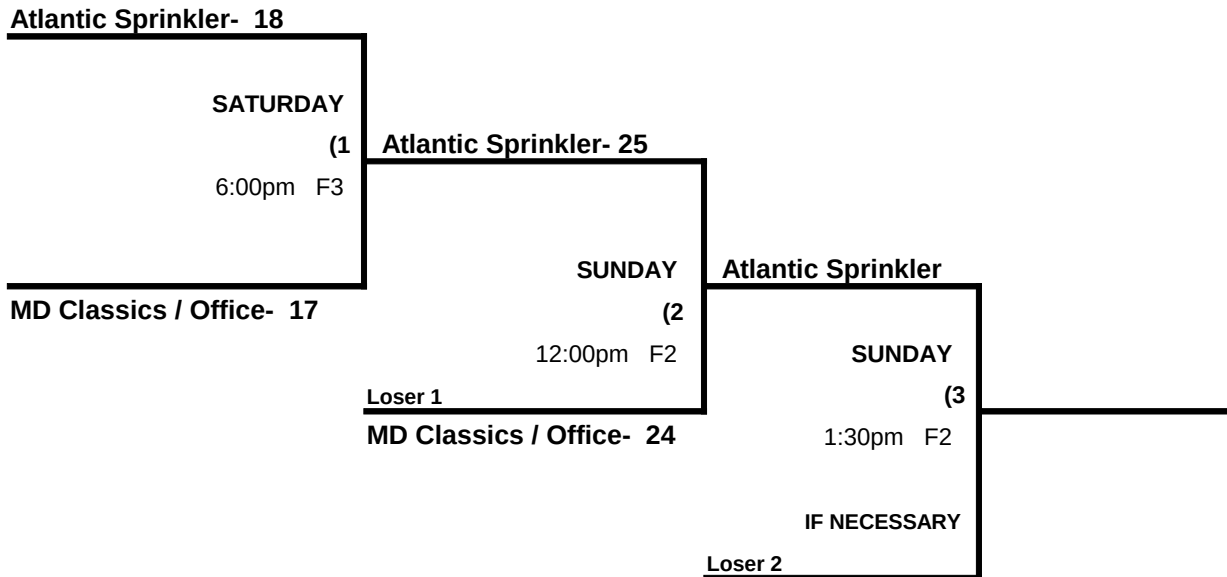 Atlantic Sprinkler-  18
SATURDAY
(1
Atlantic Sprinkler- 25
6:00pm   F3
SUNDAY
Atlantic Sprinkler
MD Classics / Office-  17
(2
12:00pm   F2
SUNDAY
Loser 1
(3
MD Classics / Office-  24
1:30pm   F2
IF NECESSARY
Loser 2